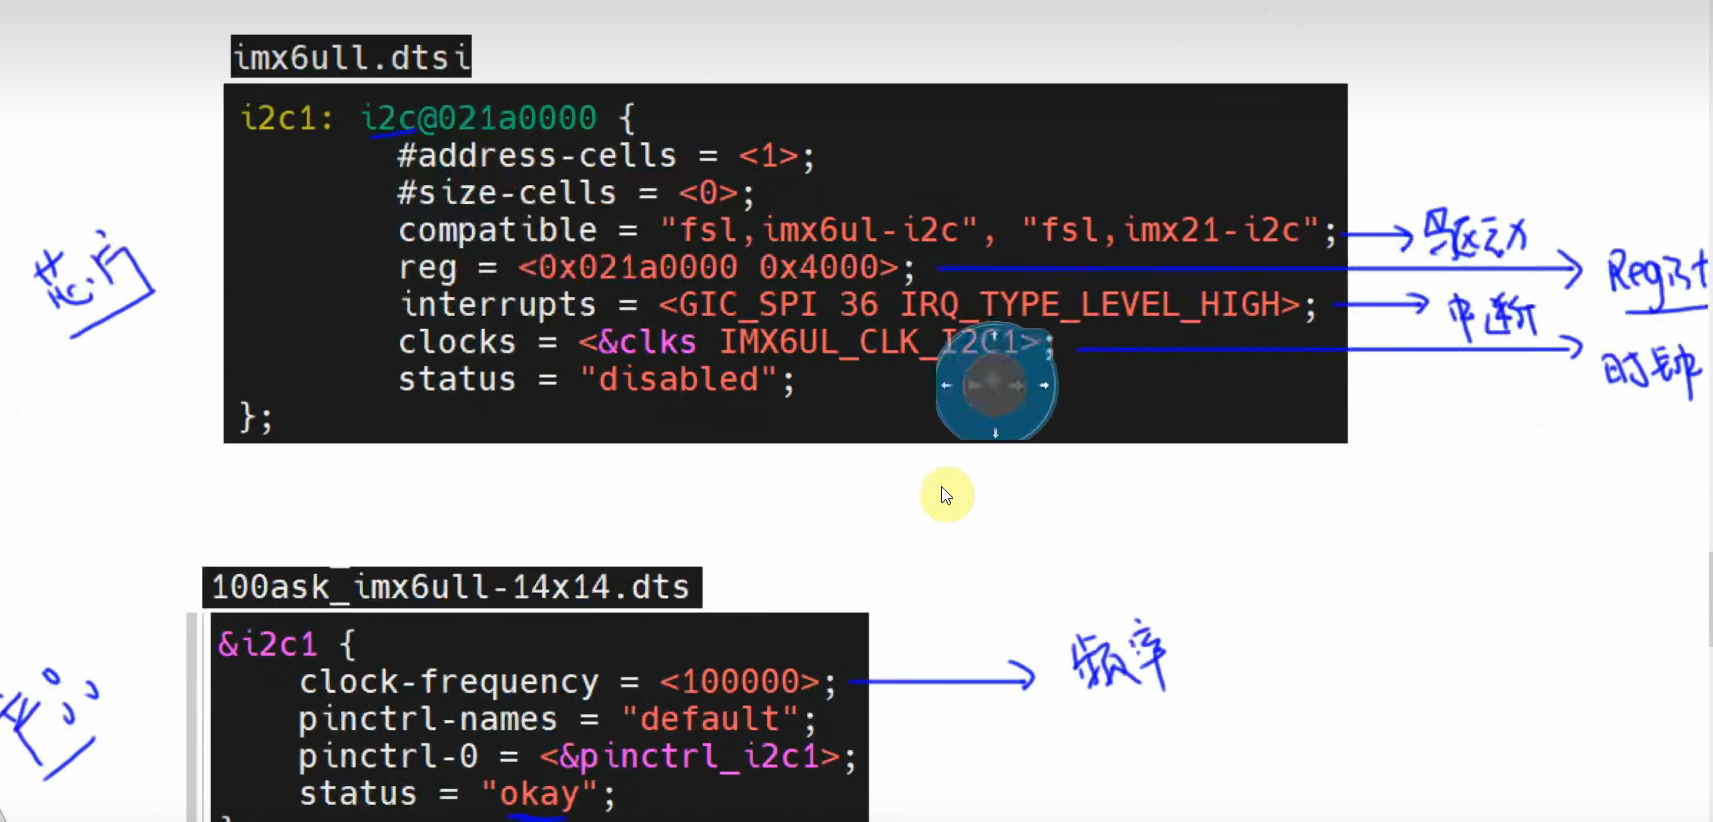 imx6ull.dtsi
i2c1: i2c@021a0000 {
#address-cells = <1>;
#size-cells = <0>;
compatible = "fsl,imx6ul-i2c", "fsl,imx21-i2c";
驱动
reg = <0x021a0000 0x4000>;
Regist
interrupts = <GIC_SPI 36 IRQ_TYPE_LEVEL_HIGH>;
中断
clocks = <&clks IMX6UL_CLK_I2C1>;
时钟
status = "disabled";
};
芯片
100ask_imx6ull-14x14.dts
&i2c1 {
clock-frequency = <100000>;
频率
pinctrl-names = "default";
pinctrl-0 = <&pinctrl_i2c1>;
status = "okay";